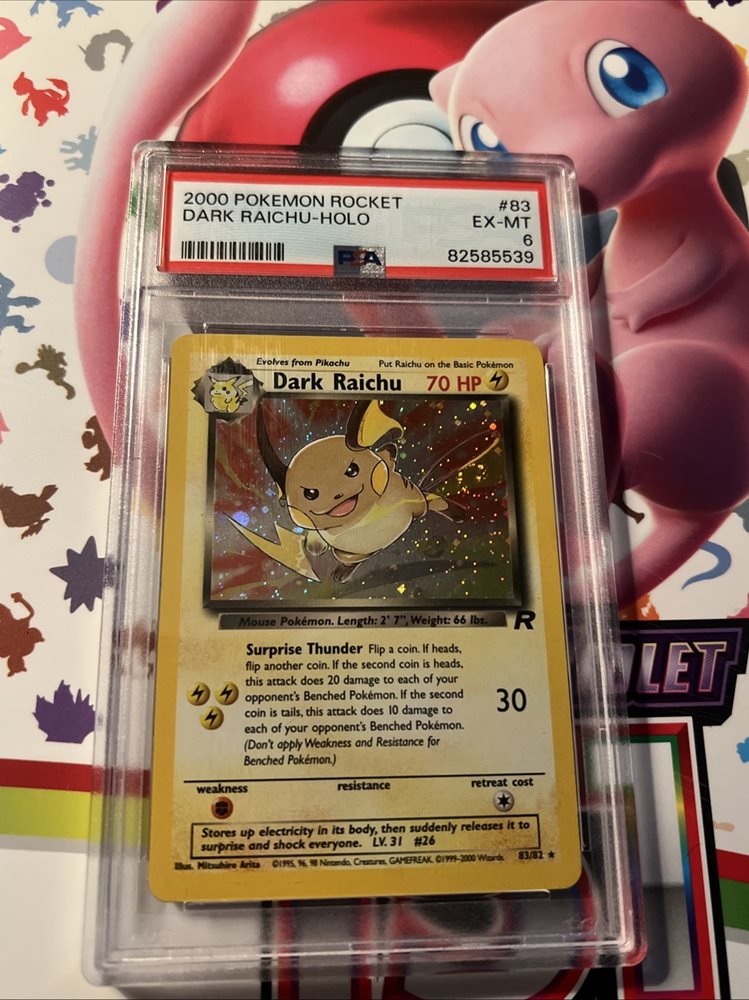 2000 POKEMON ROCKET #83
DARK RAICHU-HOLO EX-MT
6
PSA 82585539
Evolves from Pikachu Put Raichu on the Basic Pokémon
Dark Raichu 70 HP
Mouse Pokémon. Length: 2' 7", Weight: 66 lbs. R
Surprise Thunder Flip a coin. If heads,
flip another coin. If the second coin is heads,
this attack does 20 damage to each of your
opponent's Benched Pokémon. If the second
coin is tails, this attack does 10 damage to
each of your opponent's Benched Pokémon.
(Don't apply Weakness and Resistance for
Benched Pokémon.)
30
weakness resistance retreat cost
Stores up electricity in its body, then suddenly releases it to
surprise and shock everyone. LV. 31 #26
Illus. Mitsuhiro Arita ©1995, 96, 98 Nintendo, Creatures, GAMEFREAK. ©1999-2000 Wizards. 83/82 ★
LET
151